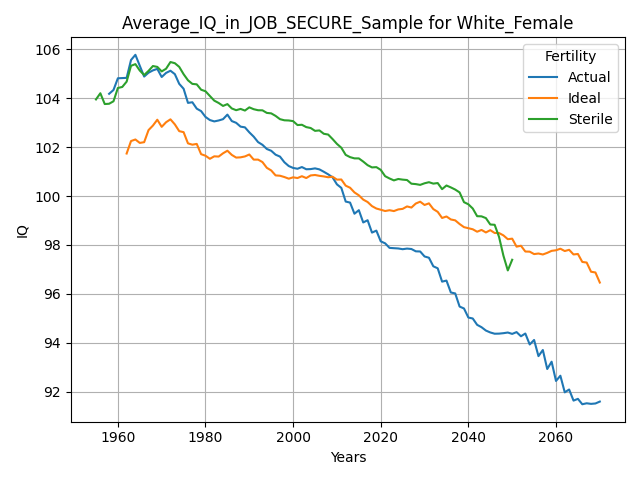 Average_IQ_in_JOB_SECURE_Sample for White_Female
Fertility
Actual
Ideal
Sterile
IQ
106
104
102
100
98
96
94
92
1960
1980
2000
2020
2040
2060
Years